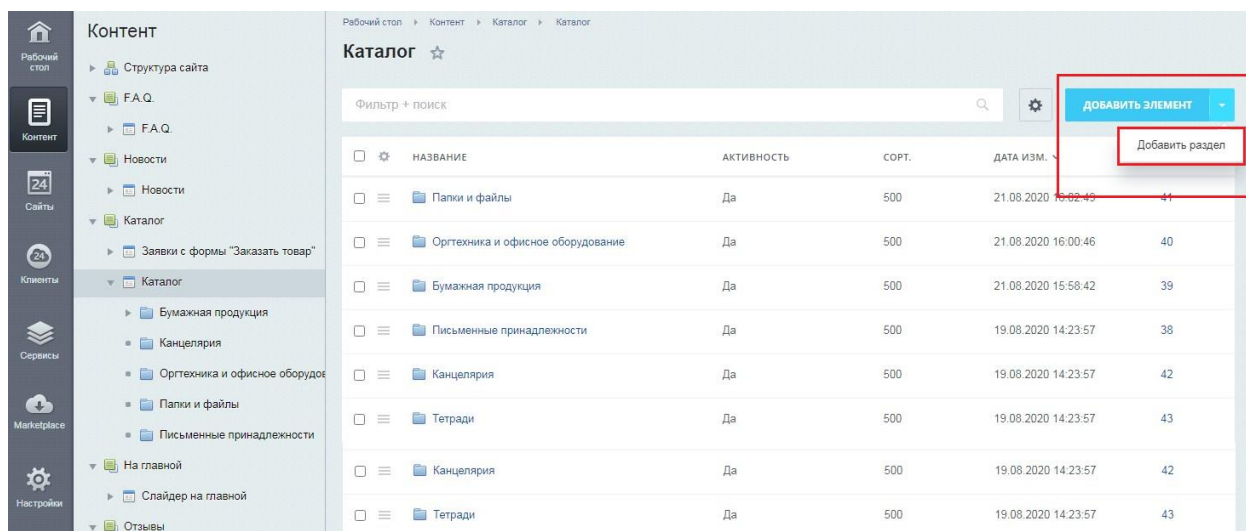 Рабочий стол
Контент
24
Сайты
24
Клиенты
Сервисы
Marketplace
Настройки
Контент
Структура сайта
F.A.Q.
F.A.Q.
Новости
Новости
Каталог
Заявки с формы "Заказать товар"
Каталог
Бумажная продукция
Канцелярия
Оргтехника и офисное оборудов
Папки и файлы
Письменные принадлежности
На главной
Слайдер на главной
Отзывы
Рабочий стол Контент Каталог Каталог
Каталог
Фильтр + поиск
ДОБАВИТЬ ЭЛЕМЕНТ
Добавить раздел
НАЗВАНИЕ АКТИВНОСТЬ СОРТ. ДАТА ИЗМ.
Папки и файлы Да 500 21.08.2020 41
Оргтехника и офисное оборудование Да 500 21.08.2020 16:00:46 40
Бумажная продукция Да 500 21.08.2020 15:58:42 39
Письменные принадлежности Да 500 19.08.2020 14:23:57 38
Канцелярия Да 500 19.08.2020 14:23:57 42
Тетради Да 500 19.08.2020 14:23:57 43
Канцелярия Да 500 19.08.2020 14:23:57 42
Тетради Да 500 19.08.2020 14:23:57 43